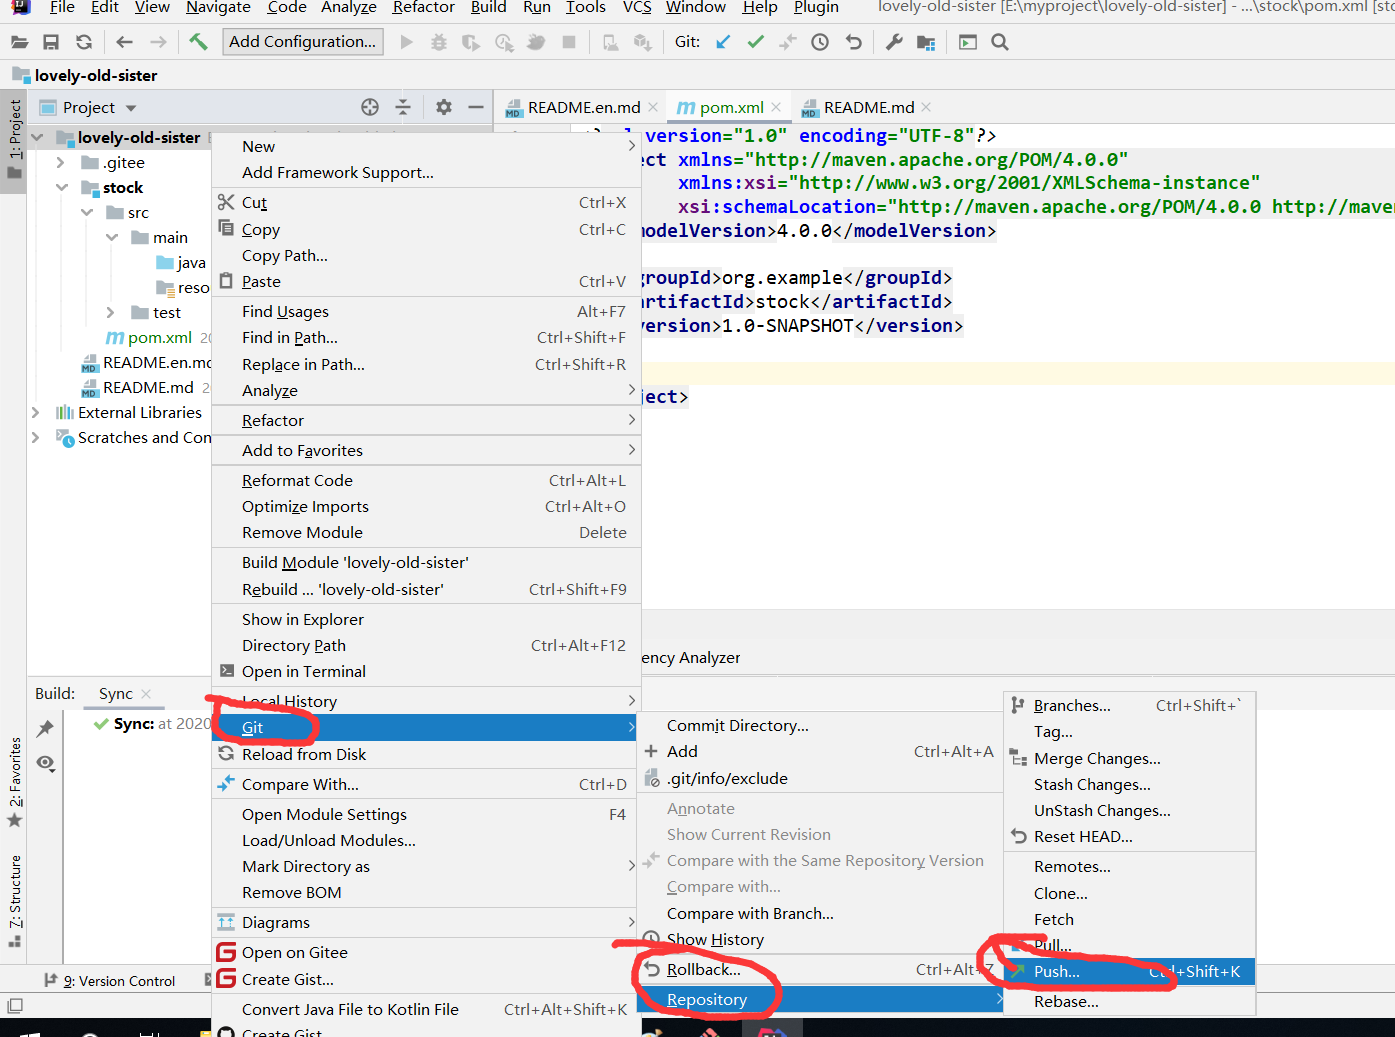 File Edit View Navigate Code Analyze Refactor Build Run Tools VCS Window Help Plugin lovely-old-sister [E:\myproject\lovely-old-sister] - ...\stock\pom.xml [sto
Add Configuration... Git:
lovely-old-sister
1: Project
Project
README.en.md pom.xml README.md
lovely-old-sister
.gitee
stock
src
main
java
reso
test
pom.xml 20
README.en.md
README.md 20
External Libraries
Scratches and Con
version="1.0" encoding="UTF-8"?>
ect xmlns="http://maven.apache.org/POM/4.0.0"
xmlns:xsi="http://www.w3.org/2001/XMLSchema-instance"
xsi:schemaLocation="http://maven.apache.org/POM/4.0.0 http://maven
modelVersion>4.0.0</modelVersion>
groupId>org.example</groupId>
artifactId>stock</artifactId>
version>1.0-SNAPSHOT</version>
ject>
New
Add Framework Support...
Cut Ctrl+X
Copy Ctrl+C
Copy Path...
Paste Ctrl+V
Find Usages Alt+F7
Find in Path... Ctrl+Shift+F
Replace in Path... Ctrl+Shift+R
Analyze
Refactor
Add to Favorites
Reformat Code Ctrl+Alt+L
Optimize Imports Ctrl+Alt+O
Remove Module Delete
Build Module 'lovely-old-sister'
Rebuild ... 'lovely-old-sister' Ctrl+Shift+F9
Show in Explorer
Directory Path Ctrl+Alt+F12
Open in Terminal
Local History
Git
Reload from Disk
Compare With... Ctrl+D
Open Module Settings F4
Load/Unload Modules...
Mark Directory as
Remove BOM
Diagrams
Open on Gitee
Create Gist...
Convert Java File to Kotlin File Ctrl+Alt+Shift+K
Create Gist...
ency Analyzer
Build: Sync
Sync: at 2020
2: Favorites
7: Structure
9: Version Control
Commit Directory...
Add Ctrl+Alt+A
.git/info/exclude
Annotate
Show Current Revision
Compare with the Same Repository Version
Compare with...
Compare with Branch...
Show History
Rollback... Ctrl+Alt+Z
Repository
Branches... Ctrl+Shift+`
Tag...
Merge Changes...
Stash Changes...
UnStash Changes...
Reset HEAD...
Remotes...
Clone...
Fetch
Pull...
Push... Ctrl+Shift+K
Rebase...